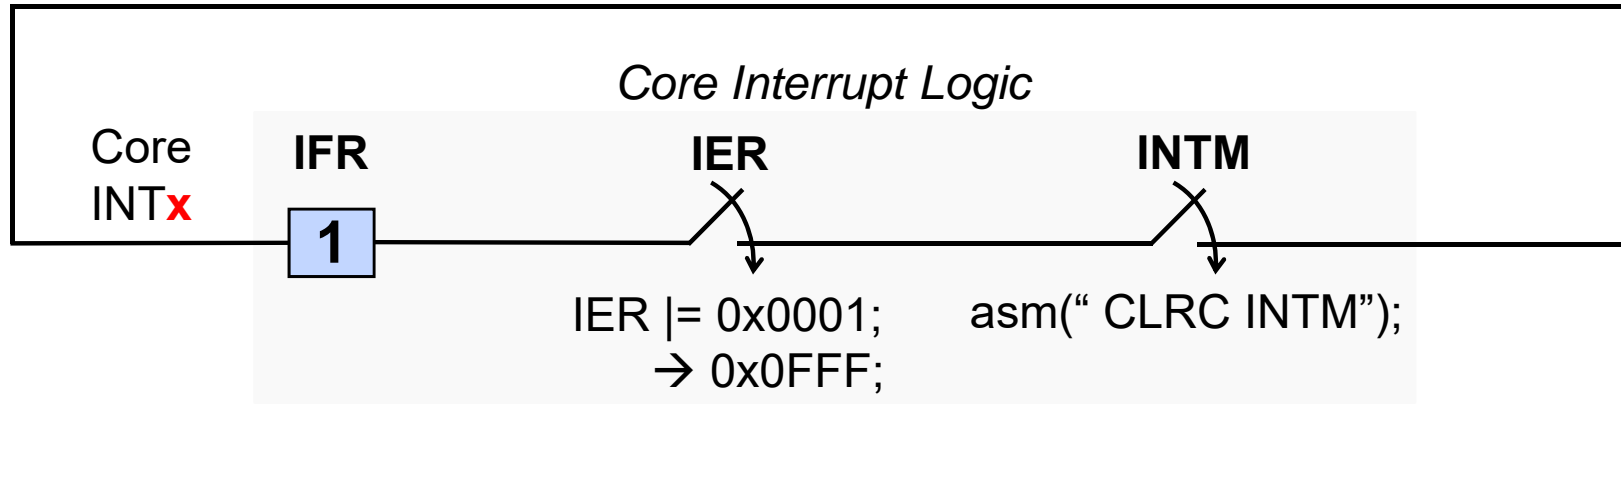 Core Interrupt Logic
Core
INTx
IFR
IER
INTM
1
IER |= 0x0001;
→ 0x0FFF;
asm(“ CLRC INTM”);